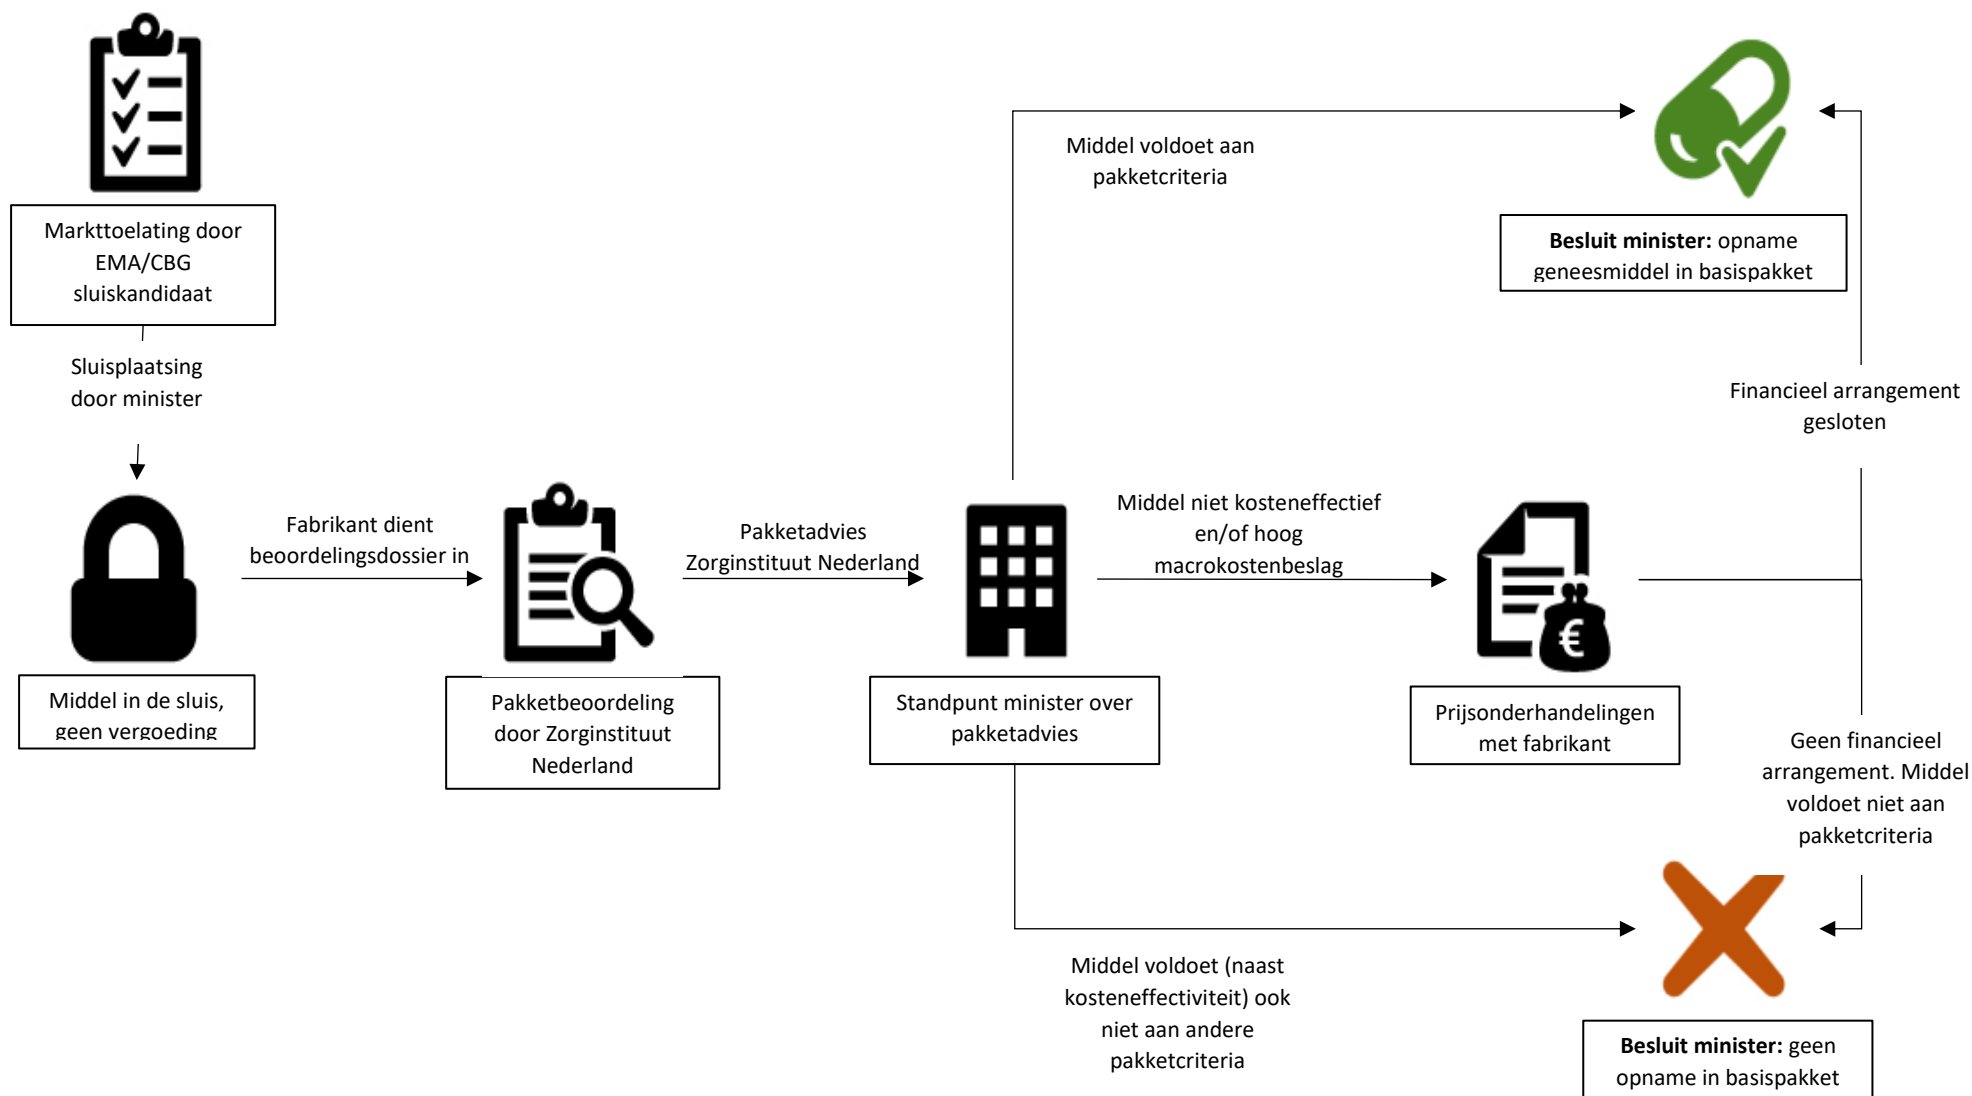 Markttoelating door
EMA/CBG
sluiskandidaat
Sluisplaatsing
door minister
Middel in de sluis,
geen vergoeding
Fabrikant dient
beoordelingsdossier in
Pakketbeoordeling
door Zorginstituut
Nederland
Pakketadvies
Zorginstituut Nederland
Standpunt minister over
pakketadvies
Middel voldoet aan
pakketcriteria
Besluit minister: opname
geneesmiddel in basispakket
Middel niet kosteneffectief
en/of hoog
macrokostenbeslag
€
Prijsonderhandelingen
met fabrikant
Financieel arrangement
gesloten
Geen financieel
arrangement. Middel
voldoet niet aan
pakketcriteria
Middel voldoet (naast
kosteneffectiviteit) ook
niet aan andere
pakketcriteria
Besluit minister: geen
opname in basispakket